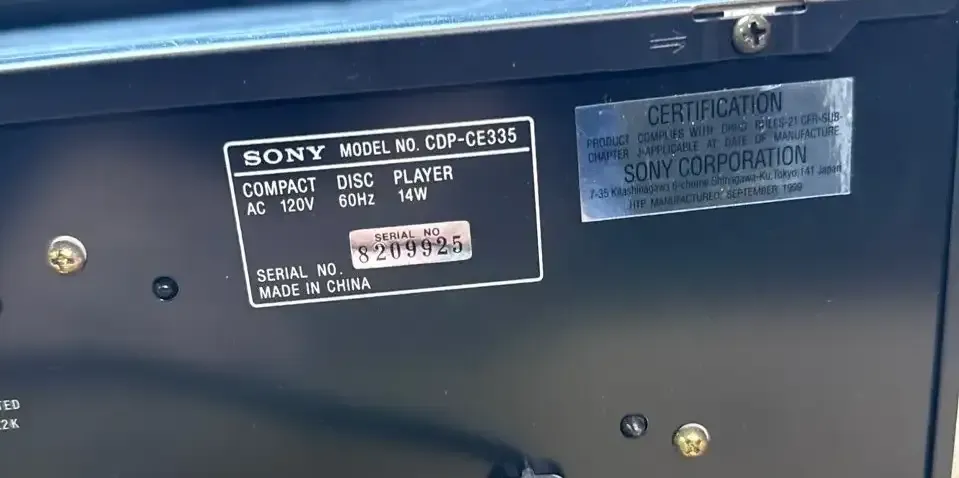 SONY MODEL NO. CDP-CE335
COMPACT DISC PLAYER
AC 120V 60Hz 14W
SERIAL NO
8209925
SERIAL NO.
MADE IN CHINA
CERTIFICATION
PRODUCT COMPLIES WITH DHHS RULES-21 CFR-SUB-
CHAPTER J APPLICABLE AT DATE OF MANUFACTURE.
SONY CORPORATION
7-35 Kitashinagawa 6-chome Shinagawa-Ku, Tokyo, 141 Japan
MANUFACTURED: SEPTEMBER 1999
TED
2K